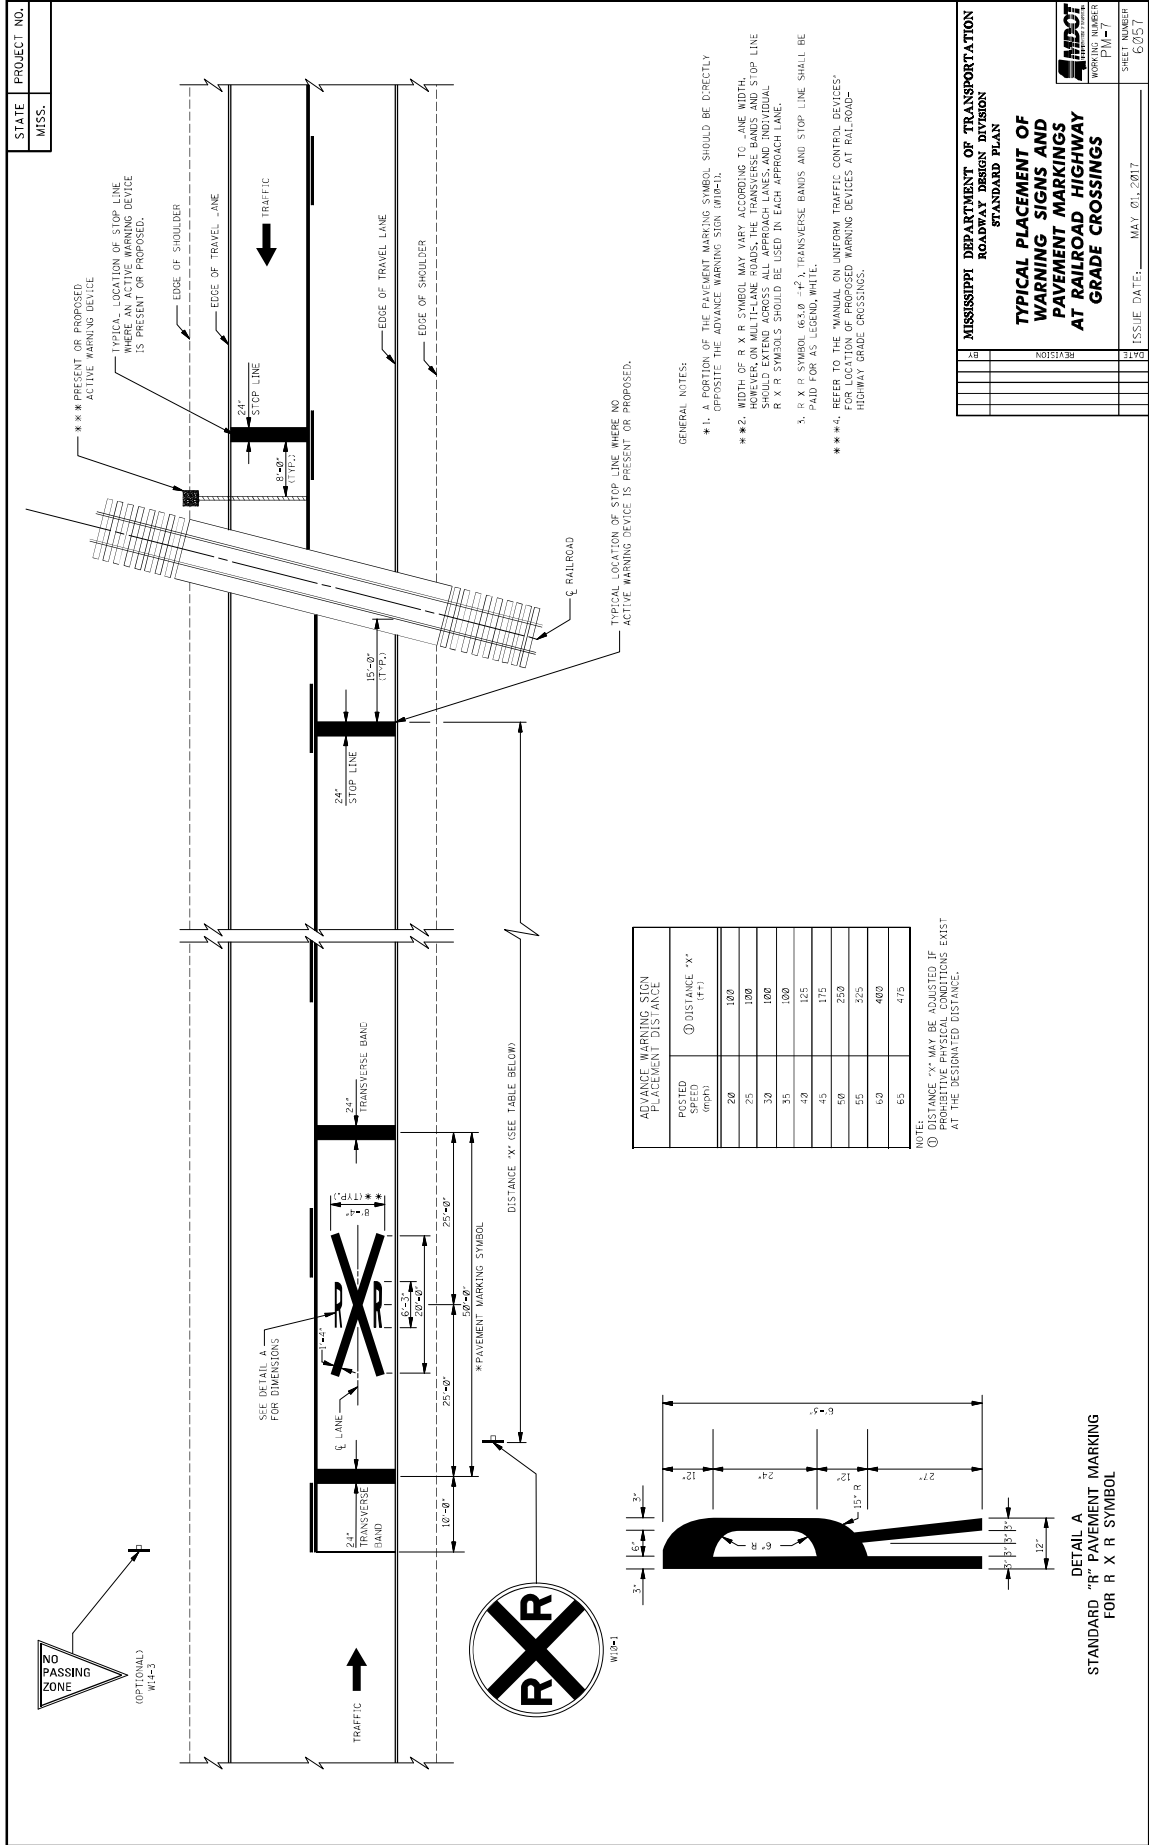 STATE
PROJECT NO.
MISS.
* * * PRESENT OR PROPOSED
ACTIVE WARNING DEVICE
TYPICAL LOCATION OF STOP LINE
WHERE AN ACTIVE WARNING DEVICE
IS PRESENT OR PROPOSED.
EDGE OF SHOULDER
EDGE OF TRAVEL LANE
TRAFFIC
EDGE OF TRAVEL LANE
EDGE OF SHOULDER
24"
STOP LINE
8'-0"
(TYP.)
℄ RAILROAD
15'-0"
(TYP.)
24"
STOP LINE
TYPICAL LOCATION OF STOP LINE WHERE NO
ACTIVE WARNING DEVICE IS PRESENT OR PROPOSED.
NO
PASSING
ZONE
(OPTIONAL)
W14-3
TRAFFIC
R R
W10-1
24"
TRANSVERSE
BAND
℄ LANE
SEE DETAIL A
FOR DIMENSIONS
1'-4"
R
R
8'-4"
* * (TYP.)
24"
TRANSVERSE BAND
6'-3"
20'-0"
10'-0"
25'-0"
25'-0"
50'-0"
*PAVEMENT MARKING SYMBOL
DISTANCE "X" (SEE TABLE BELOW)
GENERAL NOTES:
* 1. A PORTION OF THE PAVEMENT MARKING SYMBOL SHOULD BE DIRECTLY
OPPOSITE THE ADVANCE WARNING SIGN (W10-1).
* * 2. WIDTH OF R X R SYMBOL MAY VARY ACCORDING TO LANE WIDTH.
HOWEVER, ON MULTI-LANE ROADS, THE TRANSVERSE BANDS AND STOP LINE
SHOULD EXTEND ACROSS ALL APPROACH LANES, AND INDIVIDUAL
R X R SYMBOLS SHOULD BE USED IN EACH APPROACH LANE.
3. R X R SYMBOL (63.0 ft²), TRANSVERSE BANDS AND STOP LINE SHALL BE
PAID FOR AS LEGEND, WHITE.
* * * 4. REFER TO THE "MANUAL ON UNIFORM TRAFFIC CONTROL DEVICES"
FOR LOCATION OF PROPOSED WARNING DEVICES AT RAILROAD-
HIGHWAY GRADE CROSSINGS.
ADVANCE WARNING SIGN
PLACEMENT DISTANCE
POSTED SPEED (mph) ① DISTANCE "X" (ft)
20 100
25 100
30 100
35 100
40 125
45 175
50 250
55 325
60 400
65 475
NOTE:
① DISTANCE "X" MAY BE ADJUSTED IF
PROHIBITIVE PHYSICAL CONDITIONS EXIST
AT THE DESIGNATED DISTANCE.
3" 6" 3"
12"
24"
12"
27"
6'-3"
6" R
15" R
3" 3" 3" 3"
12"
DETAIL A
STANDARD "R" PAVEMENT MARKING
FOR R X R SYMBOL
BY
REVISION
DATE
MISSISSIPPI DEPARTMENT OF TRANSPORTATION
ROADWAY DESIGN DIVISION
STANDARD PLAN
TYPICAL PLACEMENT OF
WARNING SIGNS AND
PAVEMENT MARKINGS
AT RAILROAD HIGHWAY
GRADE CROSSINGS
ISSUE DATE: MAY 01, 2017
MDOT
WORKING NUMBER
PM-7
SHEET NUMBER
6057